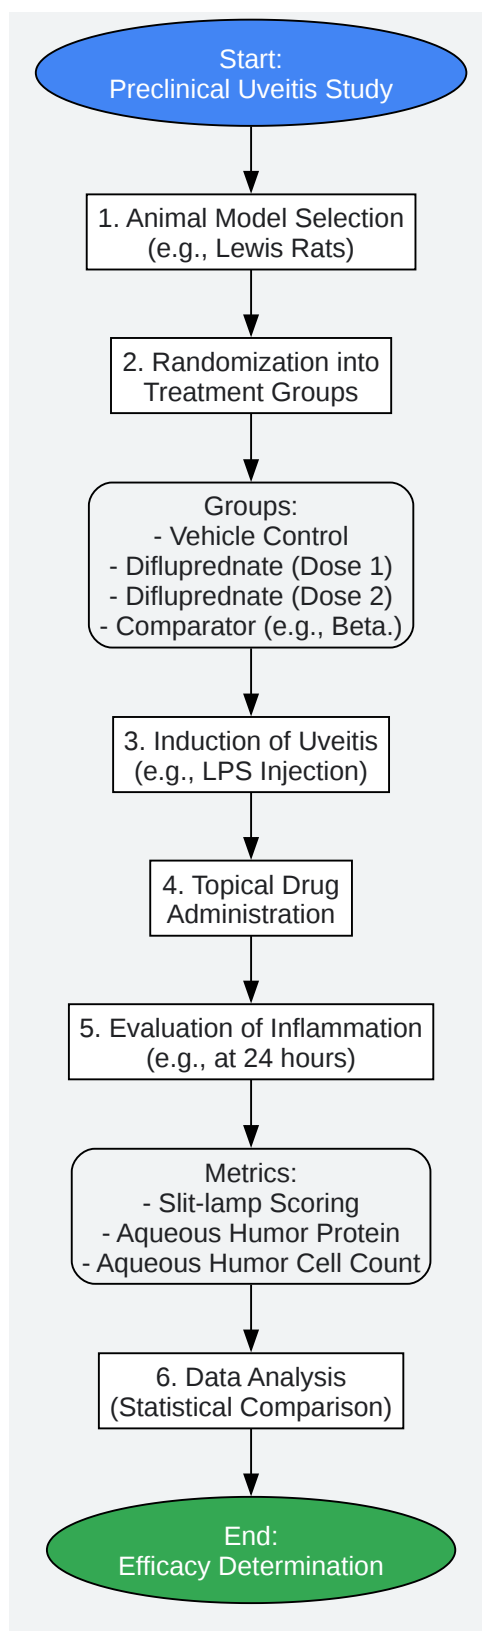 Start:
Preclinical Uveitis Study
1. Animal Model Selection
(e.g., Lewis Rats)
2. Randomization into
Treatment Groups
Groups:
- Vehicle Control
- Difluprednate (Dose 1)
- Difluprednate (Dose 2)
- Comparator (e.g., Beta.)
3. Induction of Uveitis
(e.g., LPS Injection)
4. Topical Drug
Administration
5. Evaluation of Inflammation
(e.g., at 24 hours)
Metrics:
- Slit-lamp Scoring
- Aqueous Humor Protein
- Aqueous Humor Cell Count
6. Data Analysis
(Statistical Comparison)
End:
Efficacy Determination